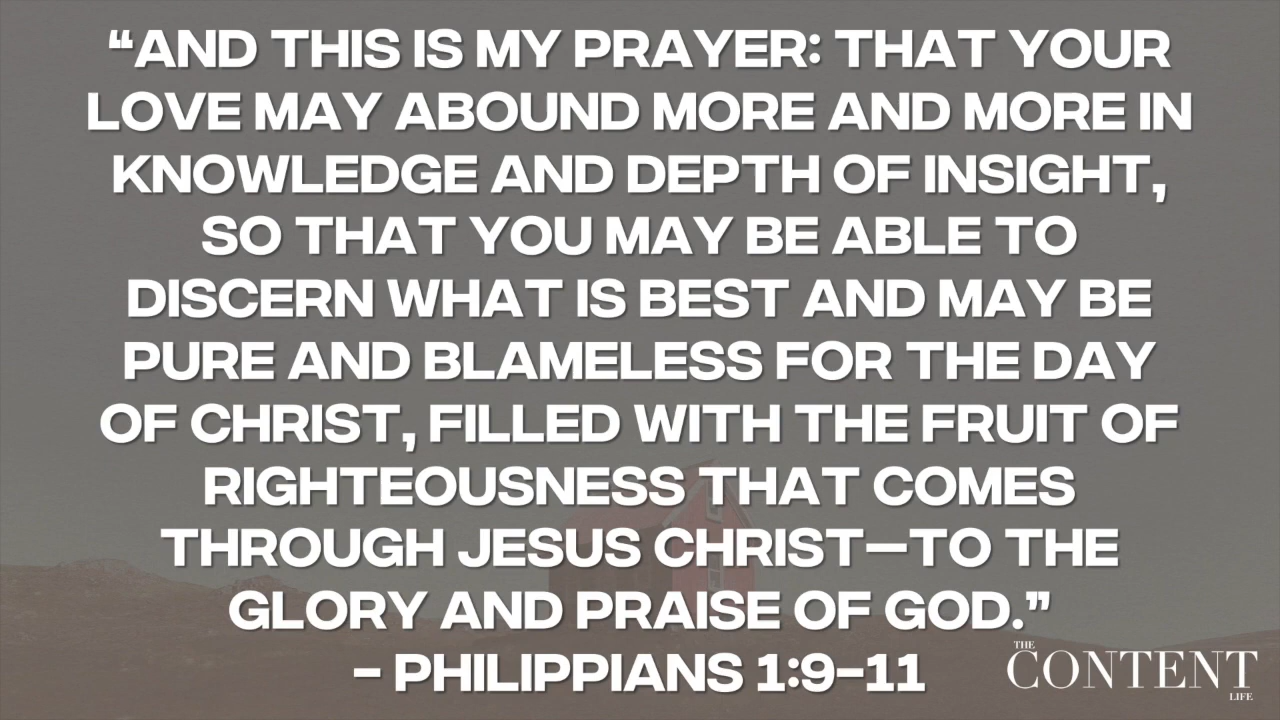 “AND THIS IS MY PRAYER: THAT YOUR
LOVE MAY ABOUND MORE AND MORE IN
KNOWLEDGE AND DEPTH OF INSIGHT,
SO THAT YOU MAY BE ABLE TO
DISCERN WHAT IS BEST AND MAY BE
PURE AND BLAMELESS FOR THE DAY
OF CHRIST, FILLED WITH THE FRUIT OF
RIGHTEOUSNESS THAT COMES
THROUGH JESUS CHRIST—TO THE
GLORY AND PRAISE OF GOD.”
- PHILIPPIANS 1:9-11
THE
CONTENT
LIFE